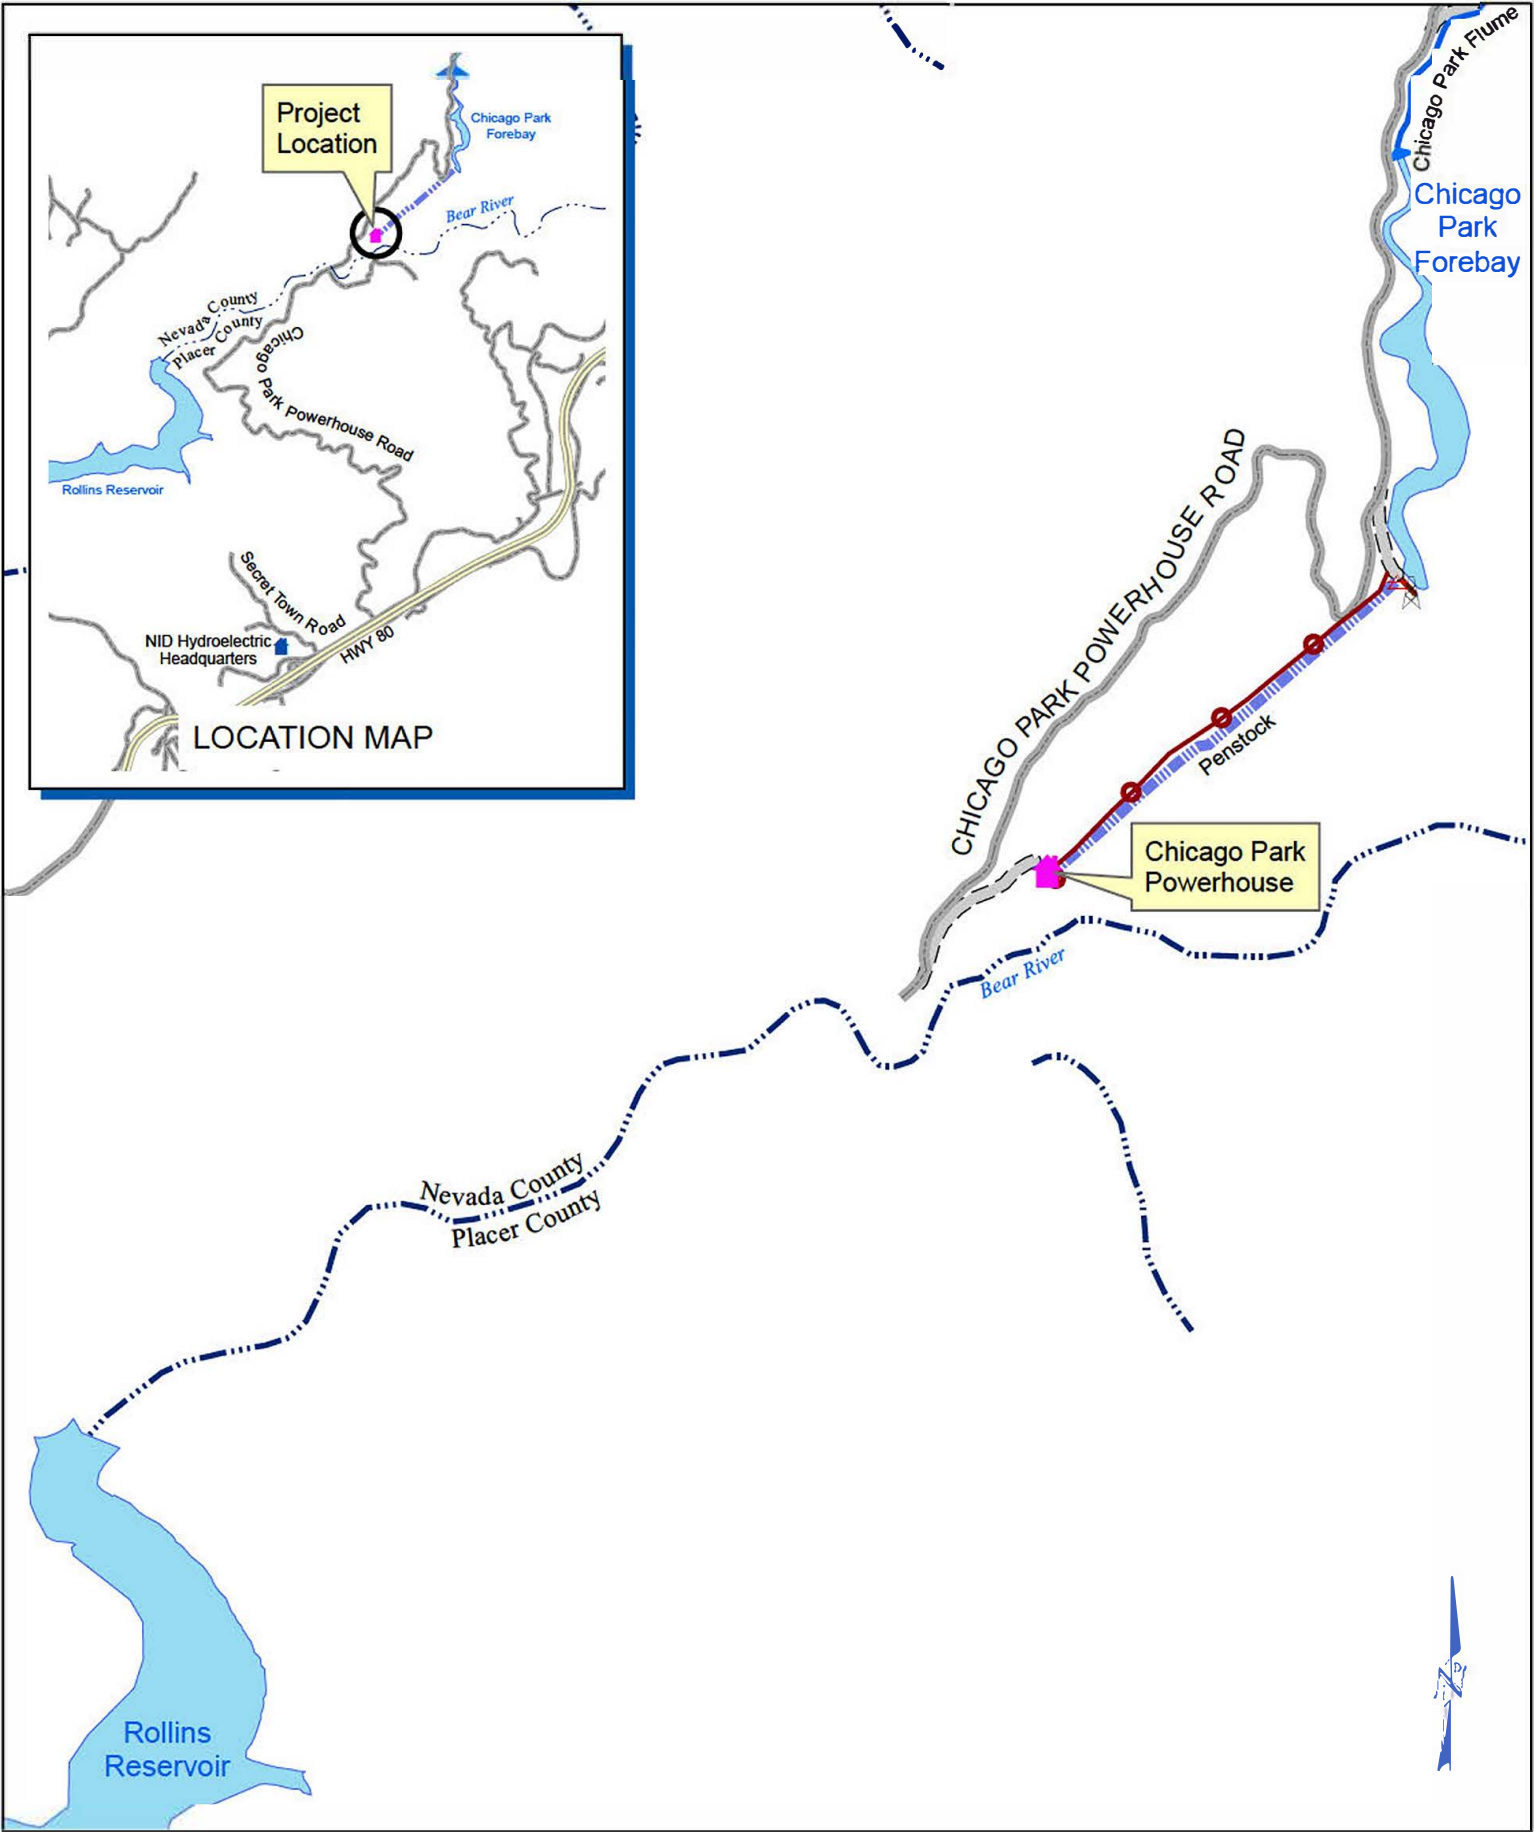 Project
Location
Chicago Park
Forebay
Bear River
Nevada County
Placer County
Chicago Park Powerhouse Road
Rollins Reservoir
Secret Town Road
NID Hydroelectric
Headquarters
HWY 80
LOCATION MAP
Chicago Park Flume
Chicago
Park
Forebay
CHICAGO PARK POWERHOUSE ROAD
Penstock
Chicago Park
Powerhouse
Bear River
Nevada County
Placer County
Rollins
Reservoir
N